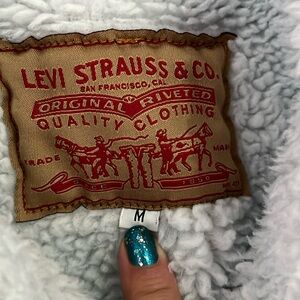 LEVI STRAUSS & CO.
SAN FRANCISCO, CAL
ORIGINAL RIVETED
QUALITY CLOTHING
TRADE MARK
M